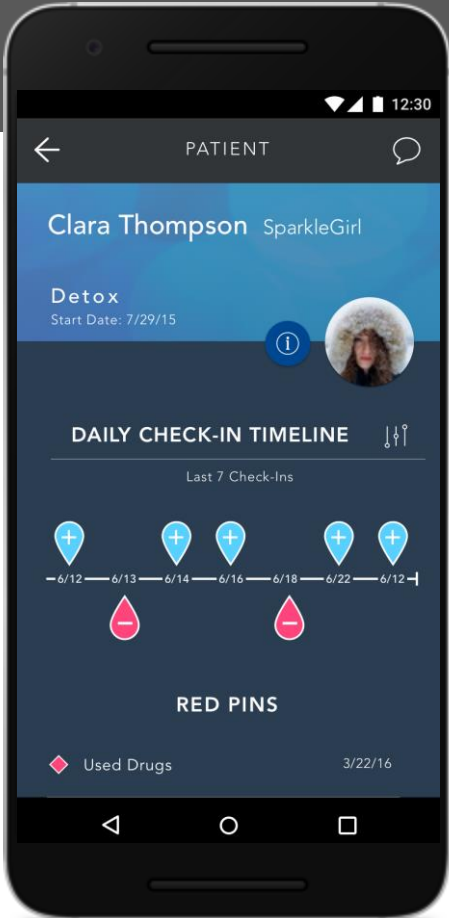 12:30
PATIENT
Clara Thompson SparkleGirl
Detox
Start Date: 7/29/15
i
DAILY CHECK-IN TIMELINE
Last 7 Check-Ins
6/12 6/13 6/14 6/16 6/18 6/22 6/12
RED PINS
Used Drugs 3/22/16